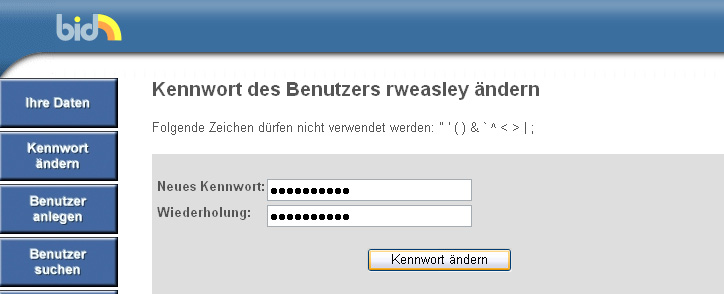 bid
Kennwort des Benutzers rweasley ändern
Folgende Zeichen dürfen nicht verwendet werden: " ' ( ) & ` ^ < > | ;
Ihre Daten
Kennwort
ändern
Benutzer
anlegen
Benutzer
suchen
Neues Kennwort: ●●●●●●●●●●
Wiederholung: ●●●●●●●●●●
Kennwort ändern